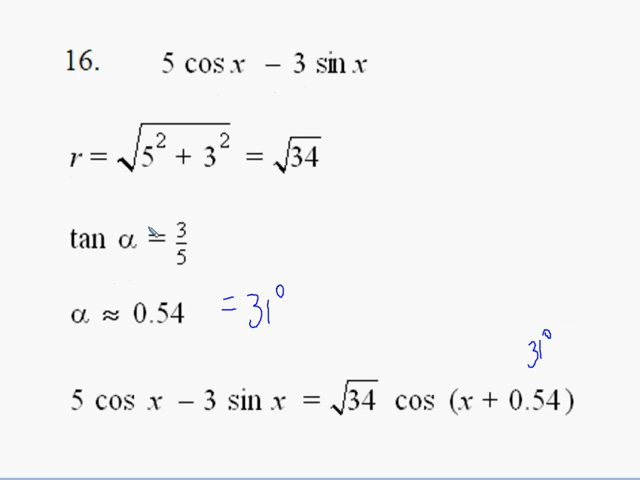 16. 5 cos x − 3 sin x
r = √(5² + 3²) = √34
tan α = 3/5
α ≈ 0.54 = 31°
31°
5 cos x − 3 sin x = √34 cos (x + 0.54)